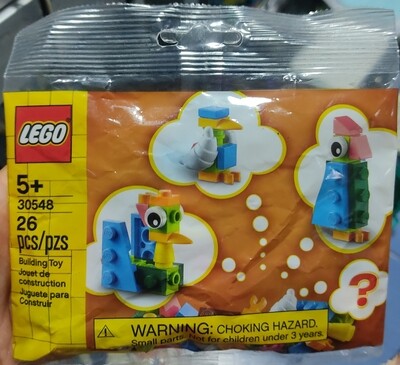 LEGO
5+
30548
26
pcs/pzs
Building Toy
Jouet de
construction
Juguete para
Construir
?
WARNING: CHOKING HAZARD.
Small parts. Not for children under 3 years.